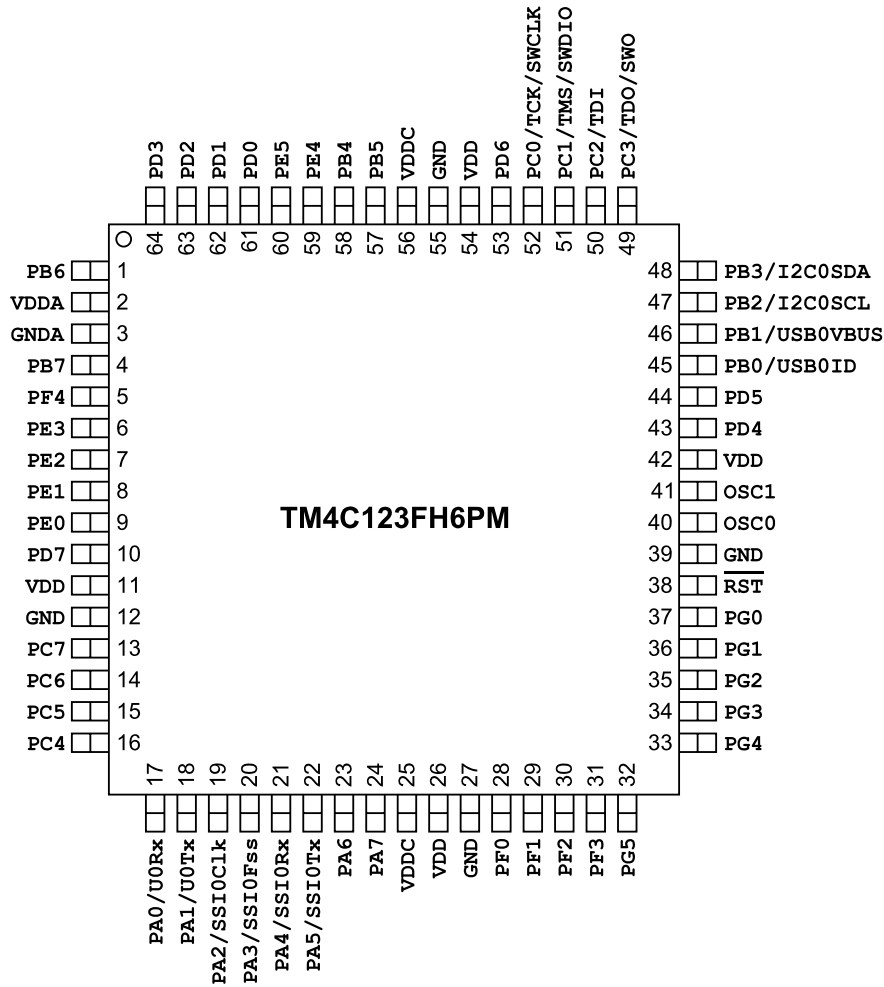 PD3
PD2
PD1
PD0
PE5
PE4
PB4
PB5
VDDC
GND
VDD
PD6
PC0/TCK/SWCLK
PC1/TMS/SWDIO
PC2/TDI
PC3/TDO/SWO
64
63
62
61
60
59
58
57
56
55
54
53
52
51
50
49
PB6 1
VDDA 2
GNDA 3
PB7 4
PF4 5
PE3 6
PE2 7
PE1 8
PE0 9
PD7 10
VDD 11
GND 12
PC7 13
PC6 14
PC5 15
PC4 16
TM4C123FH6PM
48 PB3/I2C0SDA
47 PB2/I2C0SCL
46 PB1/USB0VBUS
45 PB0/USB0ID
44 PD5
43 PD4
42 VDD
41 OSC1
40 OSC0
39 GND
38 RST
37 PG0
36 PG1
35 PG2
34 PG3
33 PG4
17
18
19
20
21
22
23
24
25
26
27
28
29
30
31
32
PA0/U0Rx
PA1/U0Tx
PA2/SSI0Clk
PA3/SSI0Fss
PA4/SSI0Rx
PA5/SSI0Tx
PA6
PA7
VDDC
VDD
GND
PF0
PF1
PF2
PF3
PG5